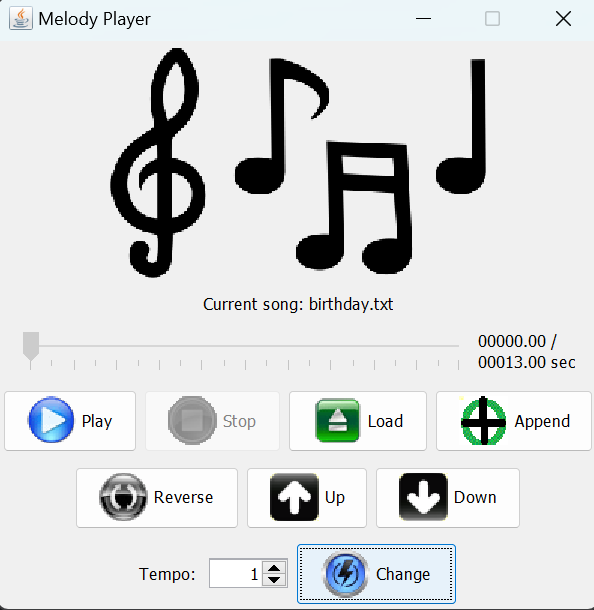 Melody Player
Current song: birthday.txt
00000.00 /
00013.00 sec
Play
Stop
Load
Append
Reverse
Up
Down
Tempo:
1
Change